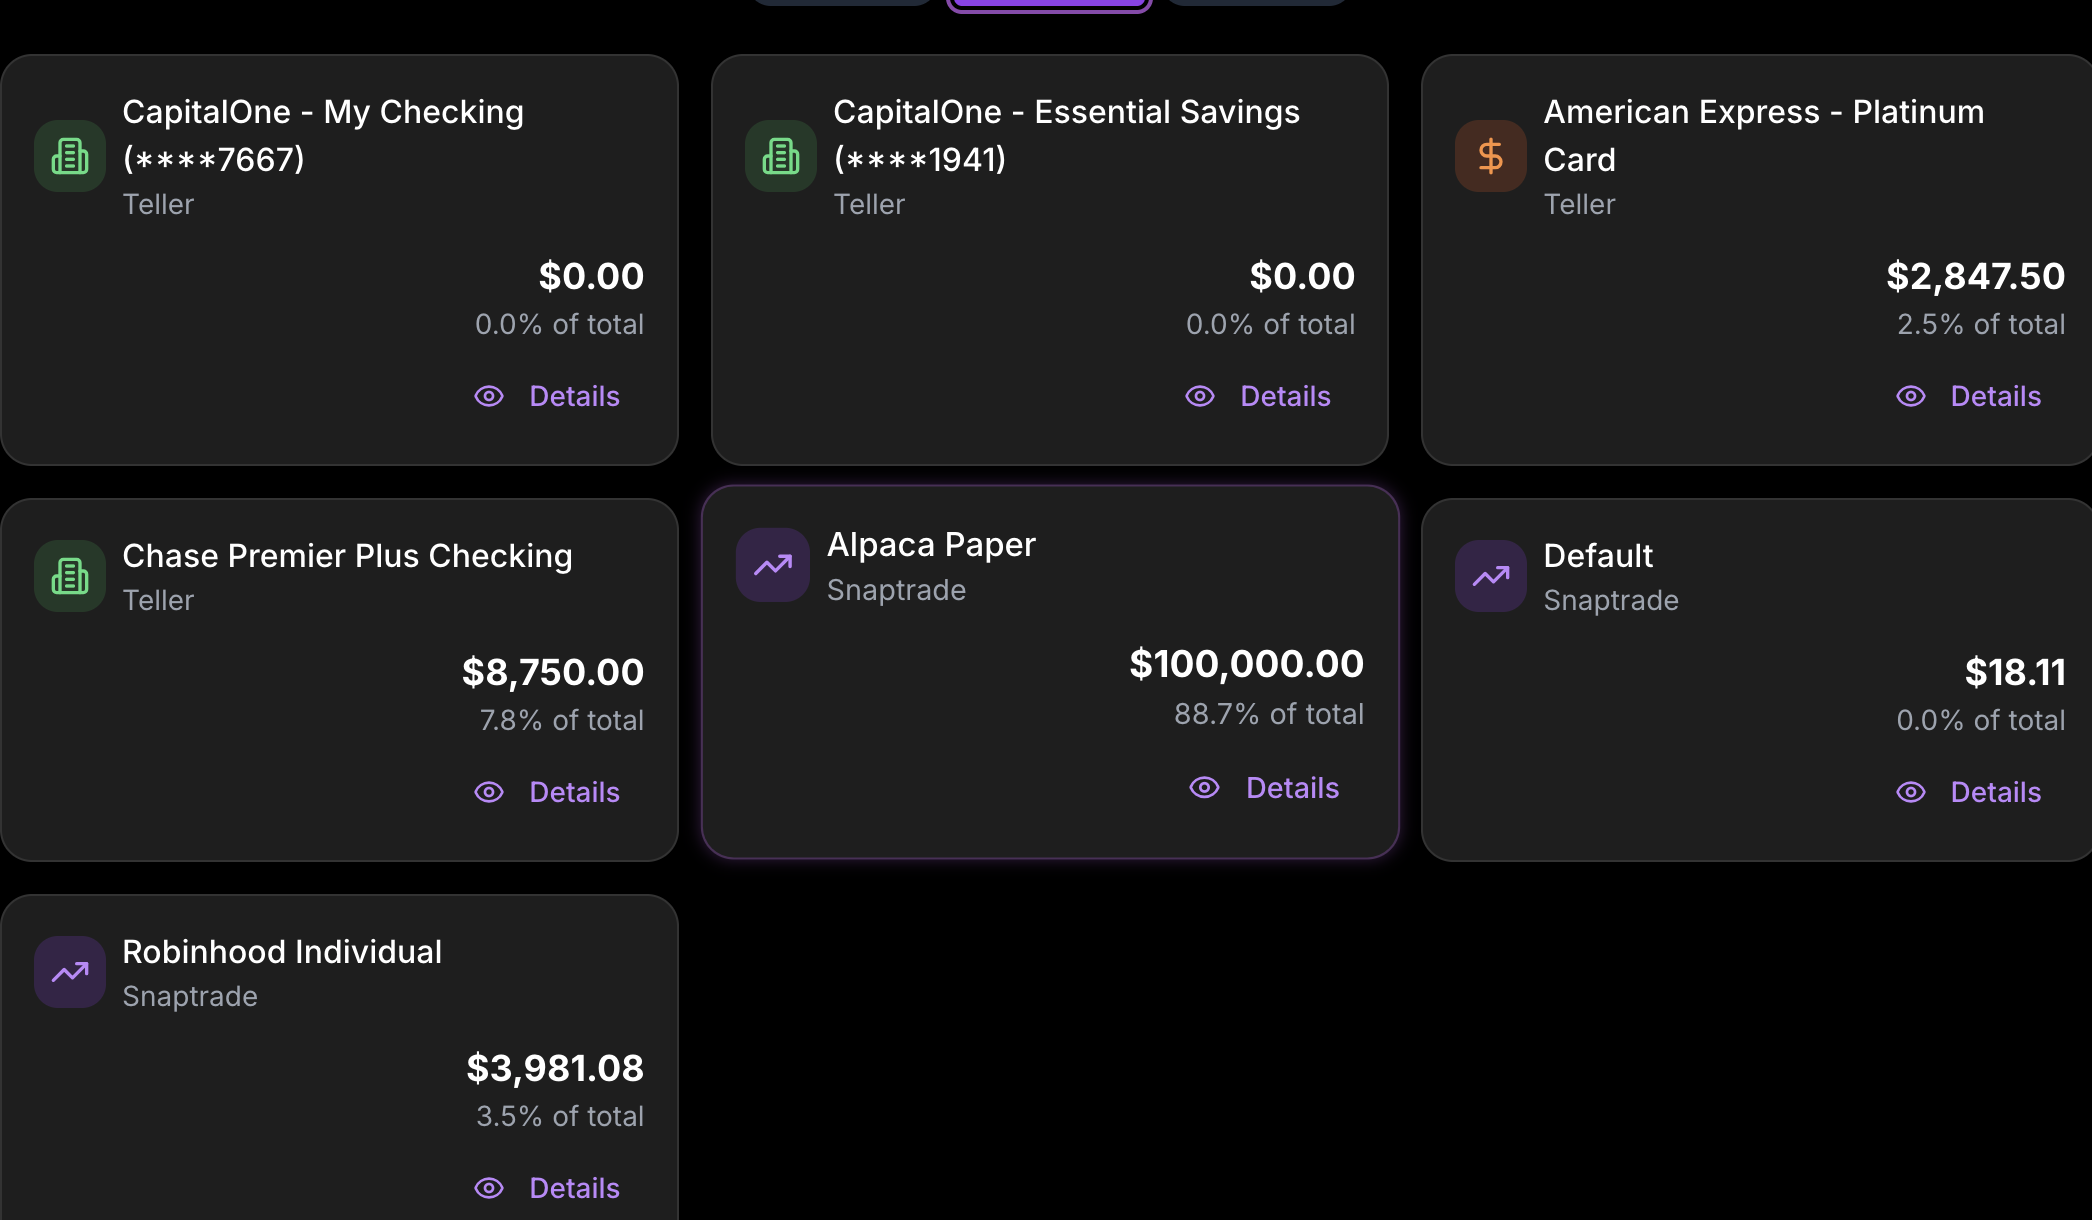 CapitalOne - My Checking
(****7667)
Teller
$0.00
0.0% of total
Details
CapitalOne - Essential Savings
(****1941)
Teller
$0.00
0.0% of total
Details
American Express - Platinum
Card
Teller
$2,847.50
2.5% of total
Details
Chase Premier Plus Checking
Teller
$8,750.00
7.8% of total
Details
Alpaca Paper
Snaptrade
$100,000.00
88.7% of total
Details
Default
Snaptrade
$18.11
0.0% of total
Details
Robinhood Individual
Snaptrade
$3,981.08
3.5% of total
Details